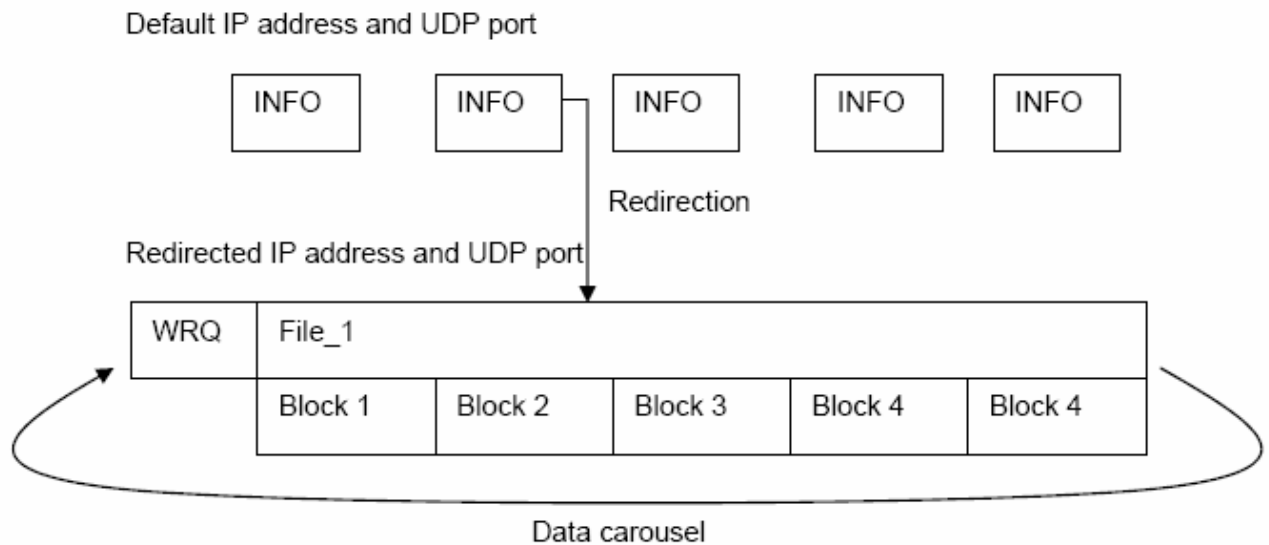 Default IP address and UDP port
INFO INFO INFO INFO INFO
Redirection
Redirected IP address and UDP port
WRQ File_1
Block 1 Block 2 Block 3 Block 4 Block 4
Data carousel